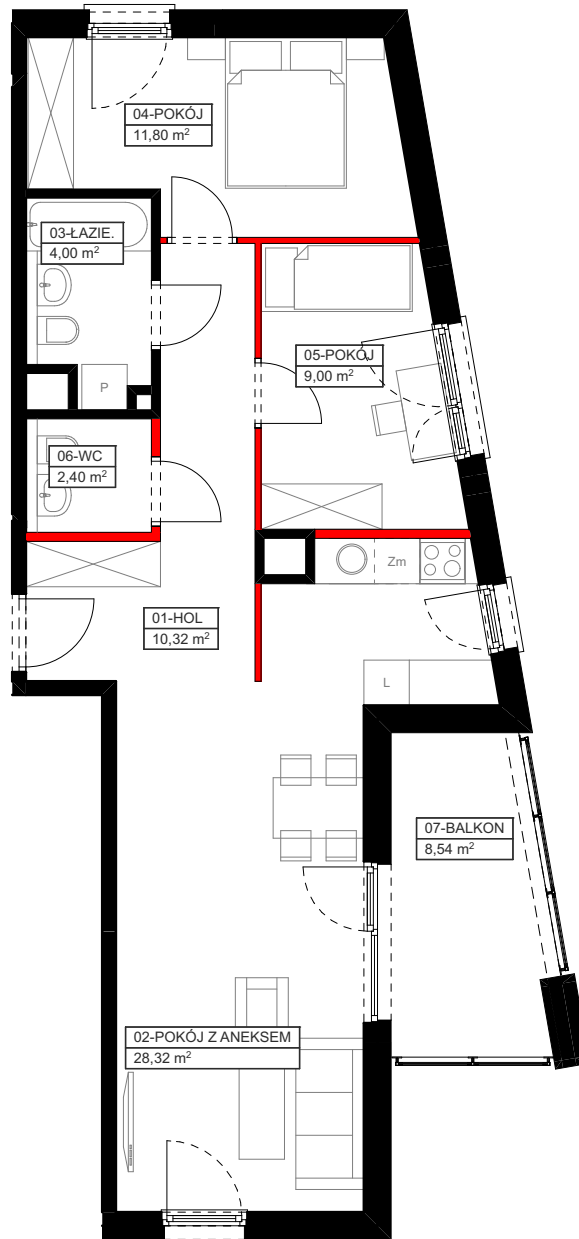 04-POKÓJ
11,80 m²
03-ŁAZIE.
4,00 m²
05-POKÓJ
9,00 m²
P
06-WC
2,40 m²
Zm
01-HOL
10,32 m²
L
07-BALKON
8,54 m²
02-POKÓJ Z ANEKSEM
28,32 m²